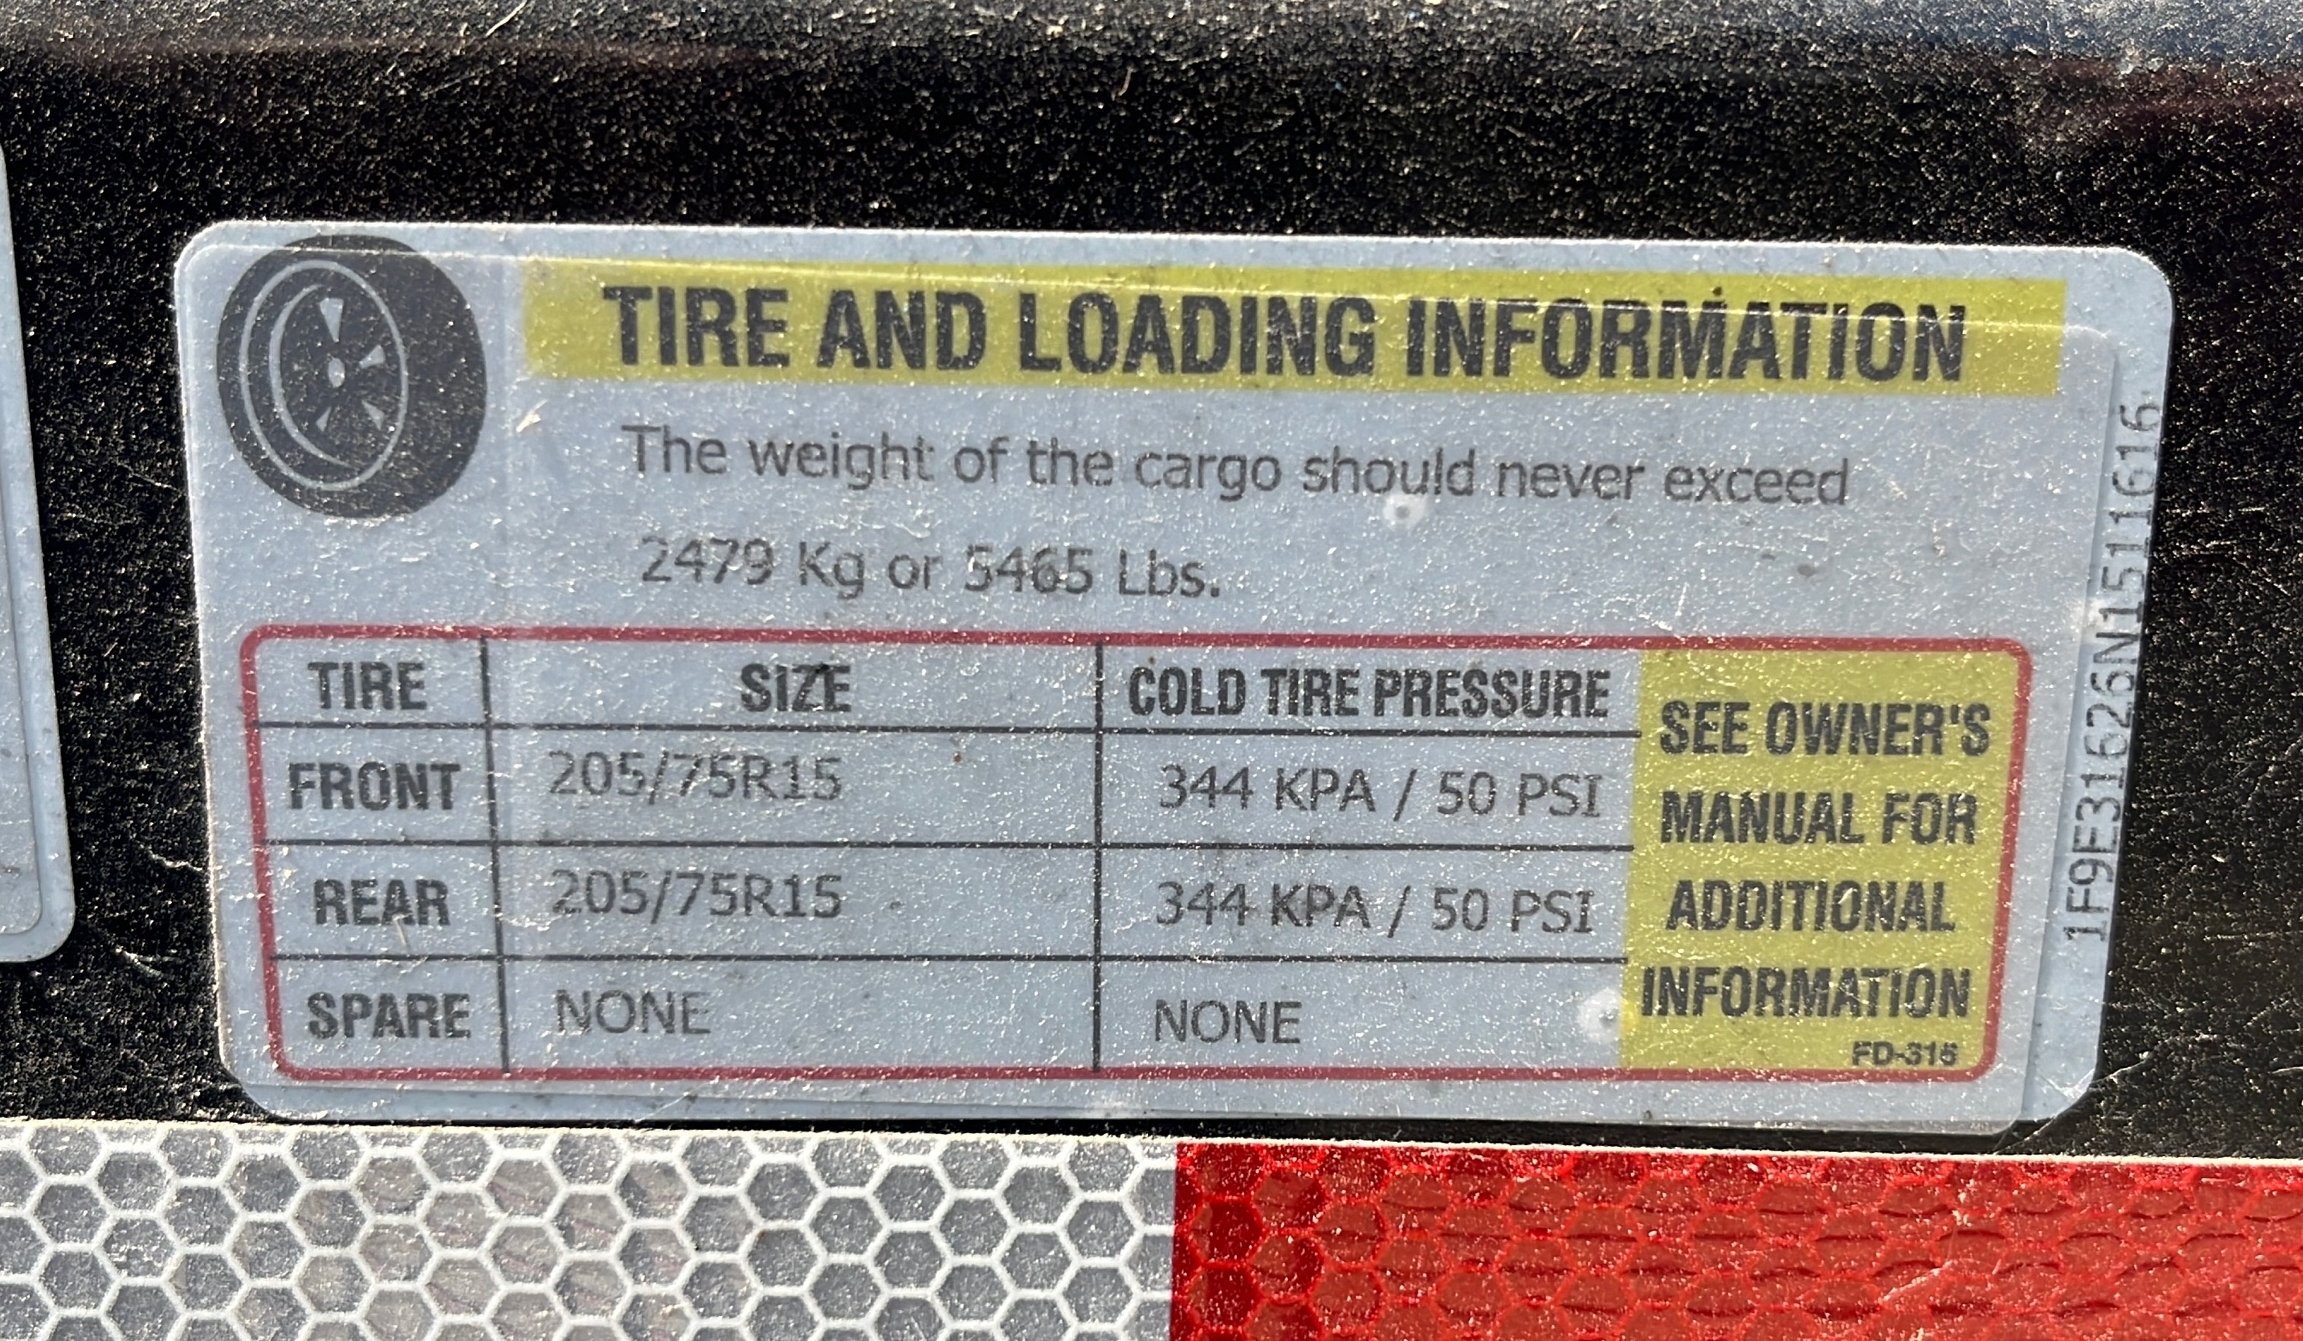 TIRE AND LOADING INFORMATION
The weight of the cargo should never exceed
2479 Kg or 5465 Lbs.
TIRE SIZE COLD TIRE PRESSURE
FRONT 205/75R15 344 KPA / 50 PSI
REAR 205/75R15 344 KPA / 50 PSI
SPARE NONE NONE
SEE OWNER'S
MANUAL FOR
ADDITIONAL
INFORMATION
FD-315
1F9E31626N1511616